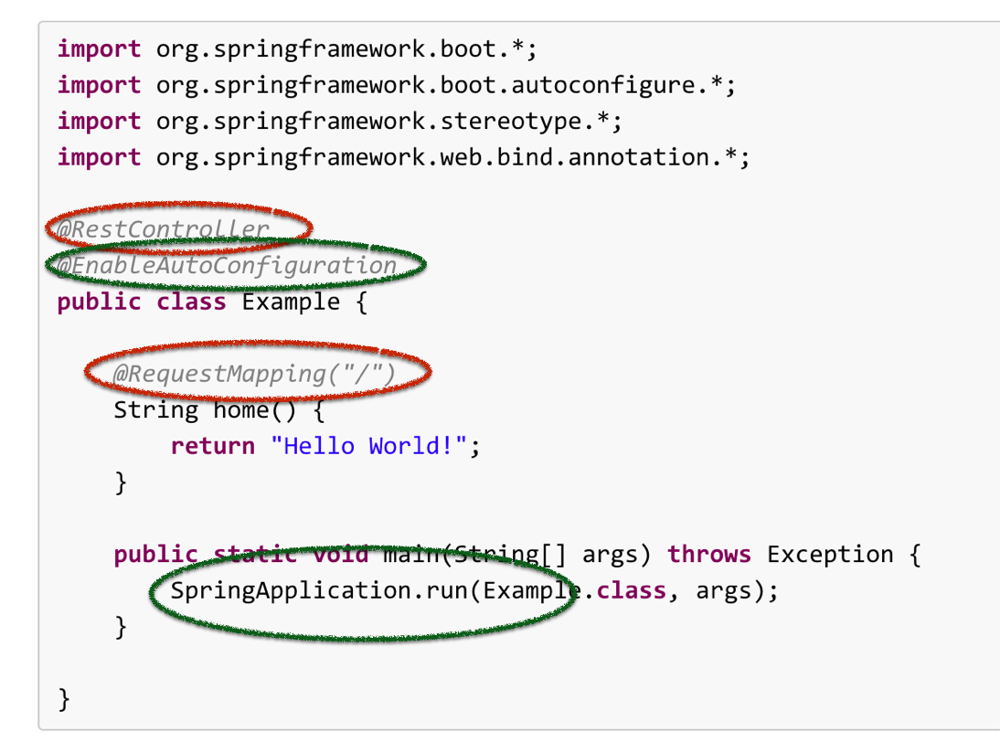 import org.springframework.boot.*;
import org.springframework.boot.autoconfigure.*;
import org.springframework.stereotype.*;
import org.springframework.web.bind.annotation.*;
@RestController
@EnableAutoConfiguration
public class Example {
@RequestMapping("/")
String home() {
return "Hello World!";
}
public static void main(String[] args) throws Exception {
SpringApplication.run(Example.class, args);
}
}